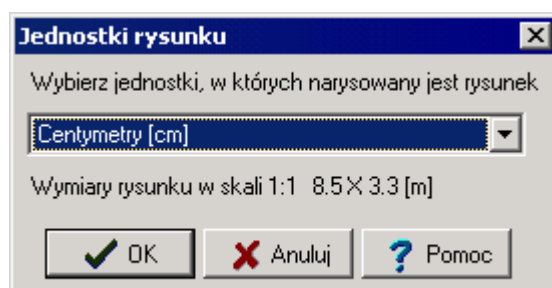 Jednostki rysunku
Wybierz jednostki, w których narysowany jest rysunek
Centymetry [cm]
Wymiary rysunku w skali 1:1 8.5 X 3.3 [m]
OK Anuluj Pomoc